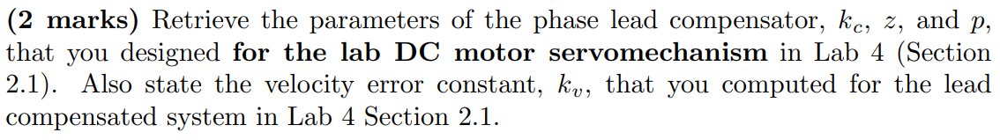 (2 marks) Retrieve the parameters of the phase lead compensator, k_c, z, and p,
that you designed for the lab DC motor servomechanism in Lab 4 (Section
2.1). Also state the velocity error constant, k_v, that you computed for the lead
compensated system in Lab 4 Section 2.1.